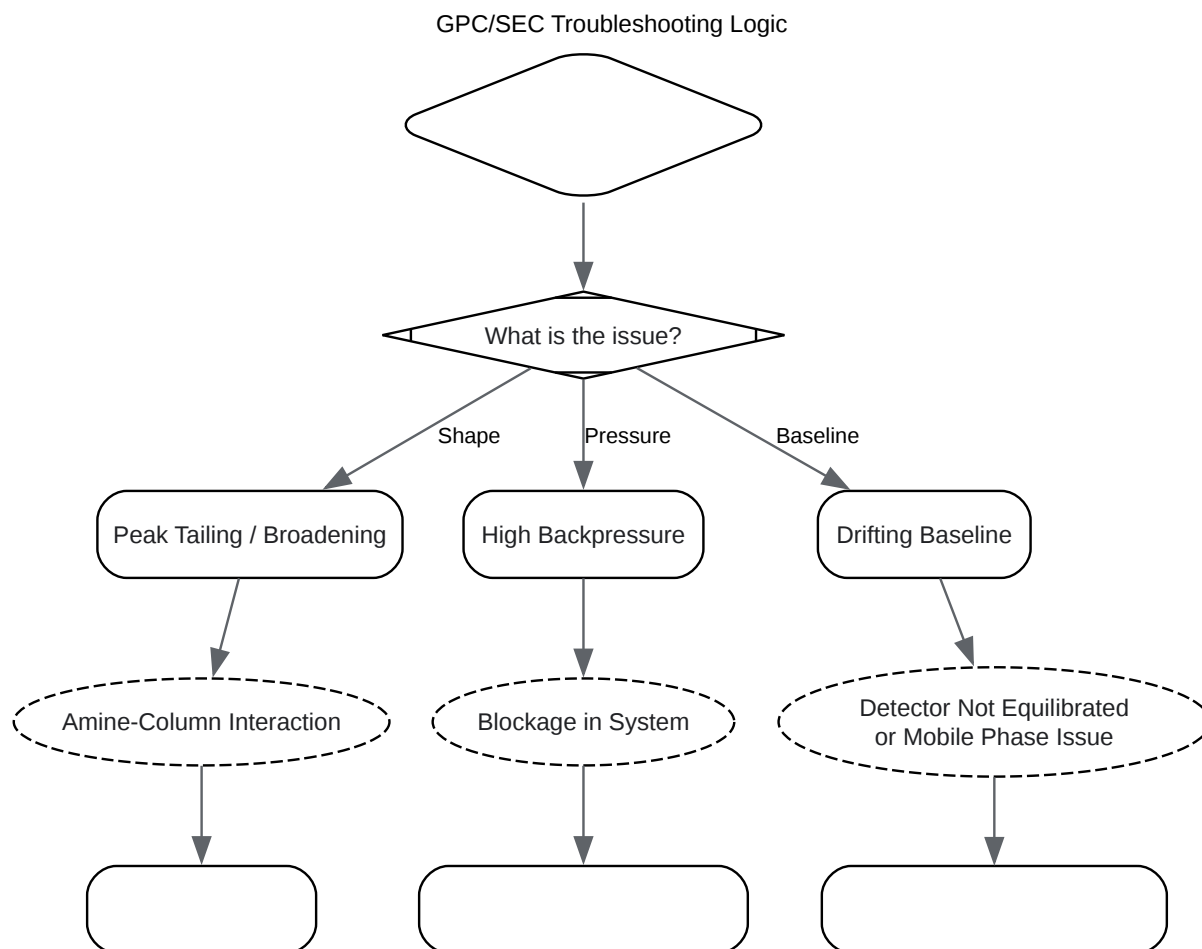 GPC/SEC Troubleshooting Logic
What is the issue?
Shape
Pressure
Baseline
Peak Tailing / Broadening
High Backpressure
Drifting Baseline
Amine-Column Interaction
Blockage in System
Detector Not Equilibrated
or Mobile Phase Issue